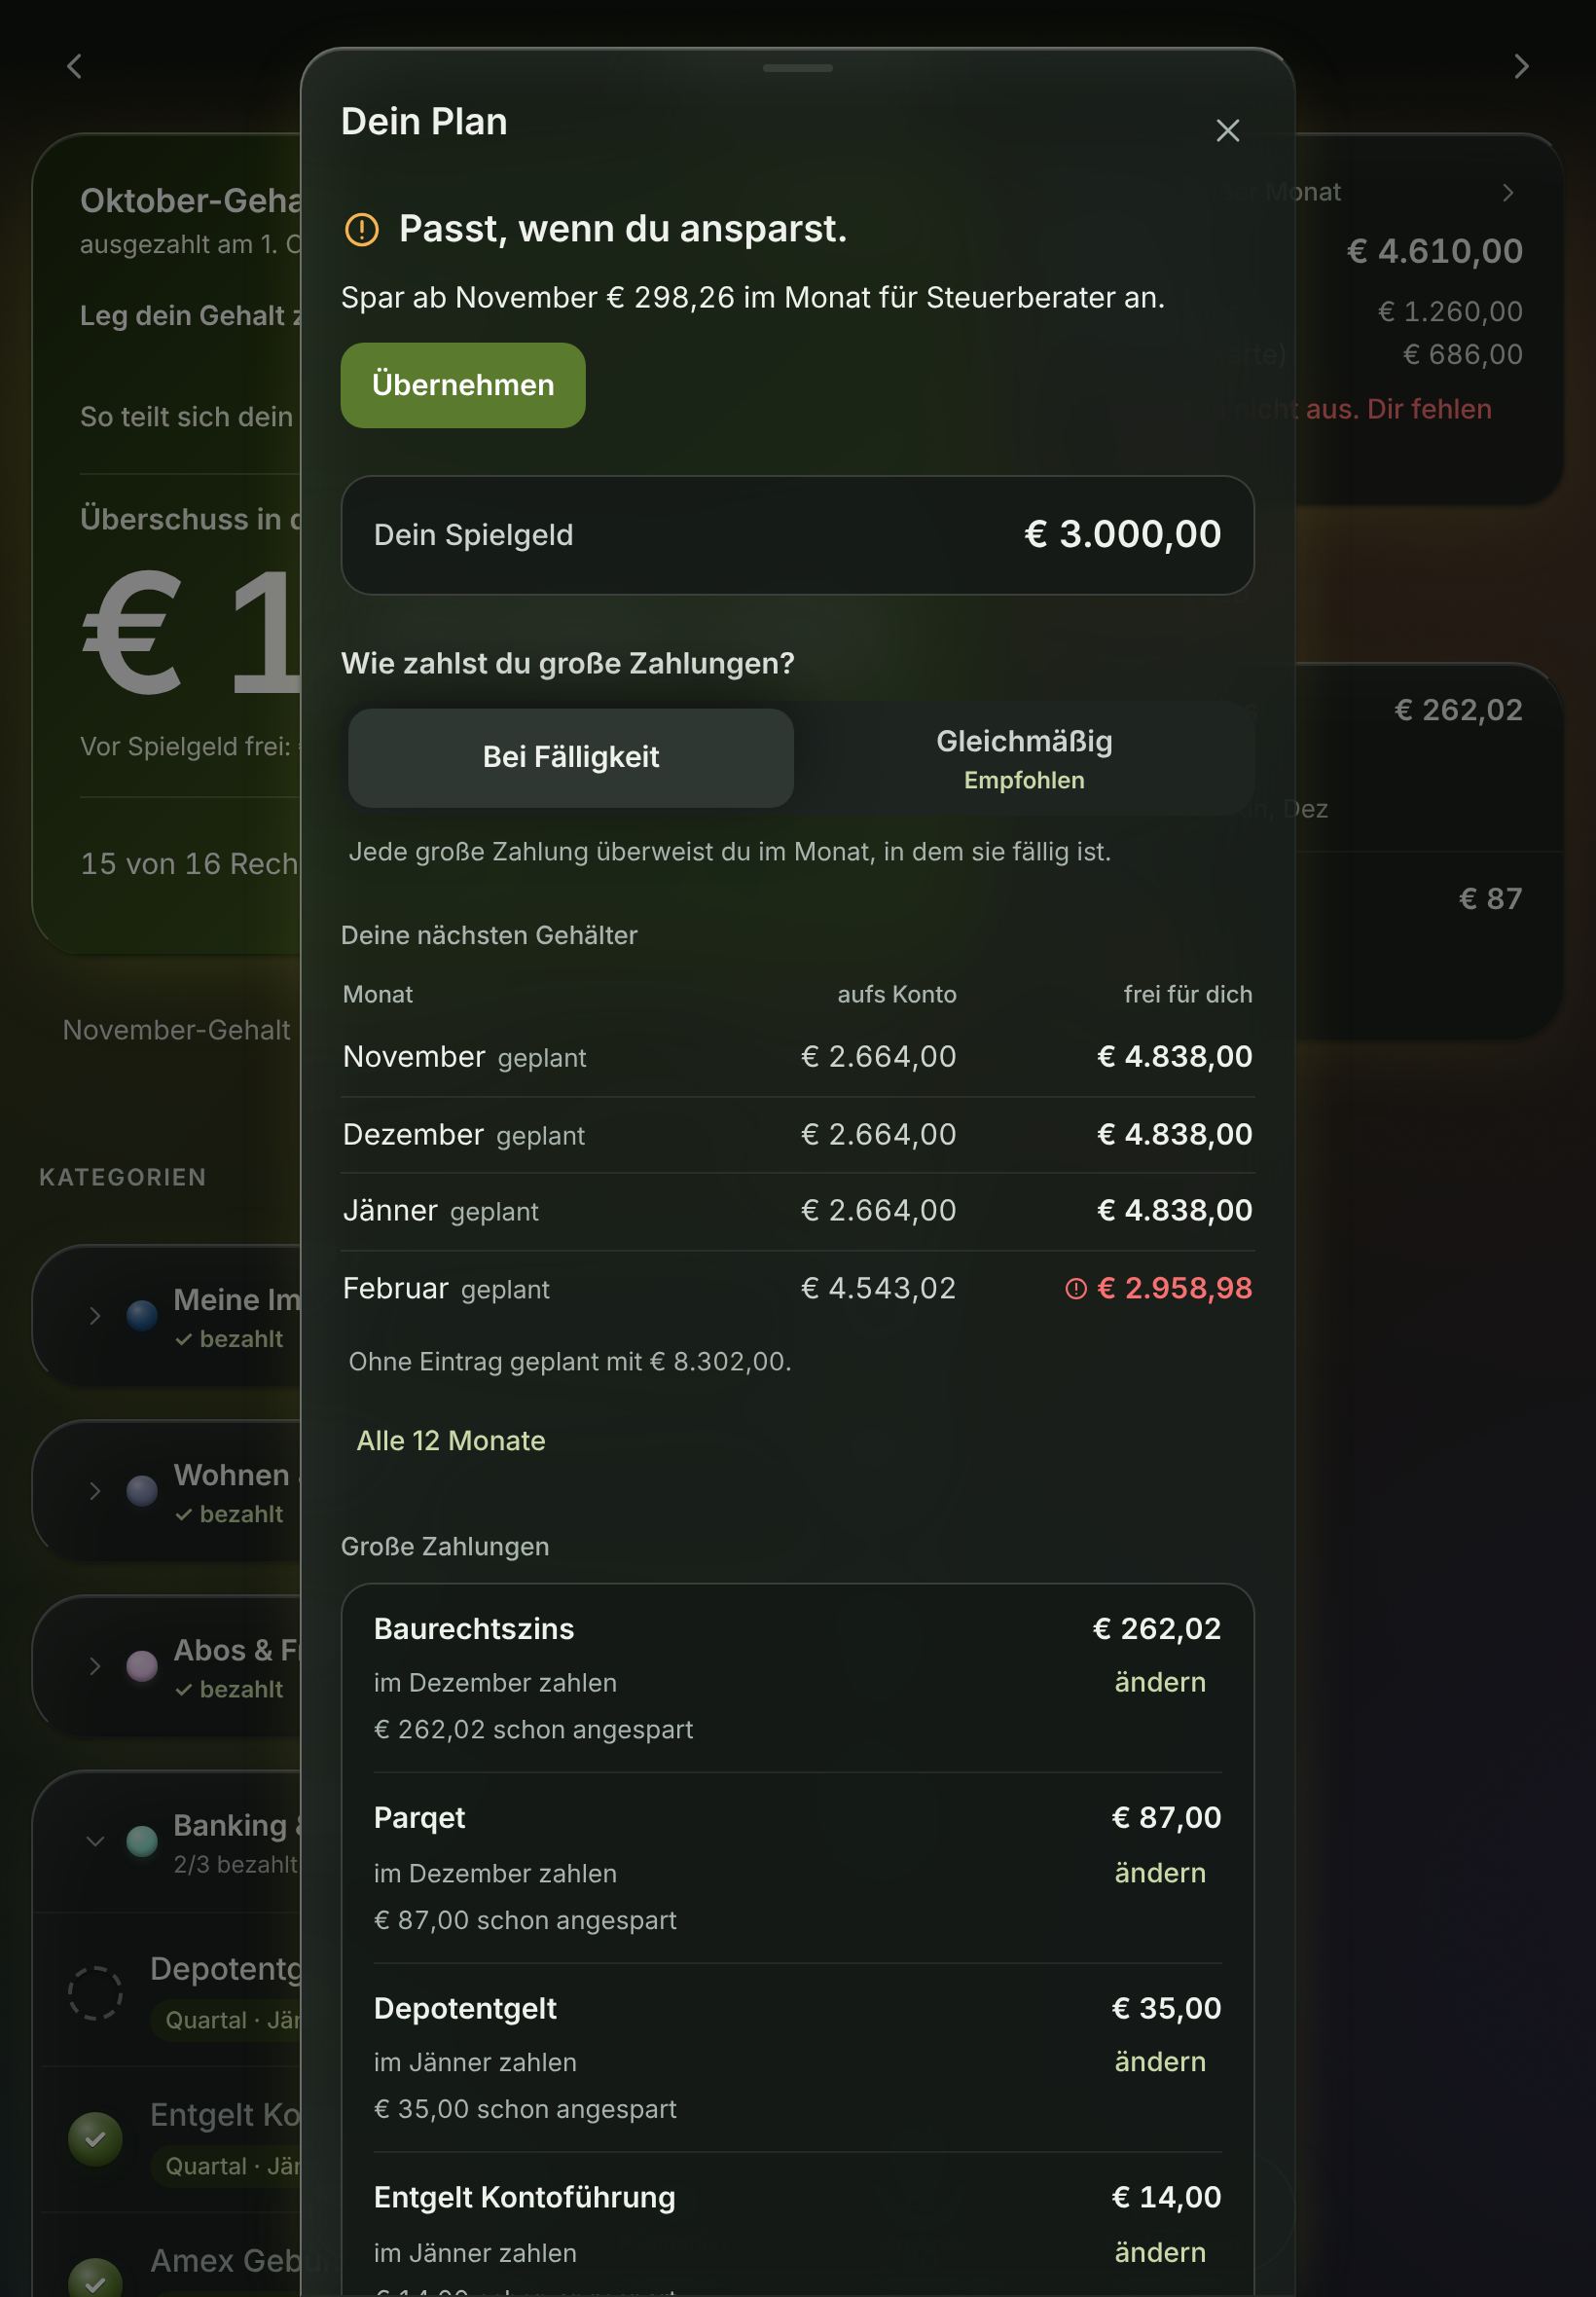 Dein Plan
Passt, wenn du ansparst.
Spar ab November € 298,26 im Monat für Steuerberater an.
Übernehmen
Dein Spielgeld € 3.000,00
Wie zahlst du große Zahlungen?
Bei Fälligkeit
Gleichmäßig
Empfohlen
Jede große Zahlung überweist du im Monat, in dem sie fällig ist.
Deine nächsten Gehälter
Monat aufs Konto frei für dich
November geplant € 2.664,00 € 4.838,00
Dezember geplant € 2.664,00 € 4.838,00
Jänner geplant € 2.664,00 € 4.838,00
Februar geplant € 4.543,02 € 2.958,98
Ohne Eintrag geplant mit € 8.302,00.
Alle 12 Monate
Große Zahlungen
Baurechtszins € 262,02
im Dezember zahlen ändern
€ 262,02 schon angespart
Parqet € 87,00
im Dezember zahlen ändern
€ 87,00 schon angespart
Depotentgelt € 35,00
im Jänner zahlen ändern
€ 35,00 schon angespart
Entgelt Kontoführung € 14,00
im Jänner zahlen ändern
Oktober-Geha
ausgezahlt am 1.
Leg dein Gehalt
So teilt sich dein
Überschuss in
€ 1
Vor Spielgeld frei:
15 von 16 Rech
November-Gehalt
KATEGORIEN
Meine Im
✓ bezahlt
Wohnen
✓ bezahlt
Abos & F
✓ bezahlt
Banking &
2/3 bezahlt
Depotentg
Quartal · Jän
Entgelt Ko
Quartal · Jän
Amex Geb
Monat
€ 4.610,00
€ 1.260,00
€ 686,00
nicht aus. Dir fehlen
€ 262,02
Dez
€ 87